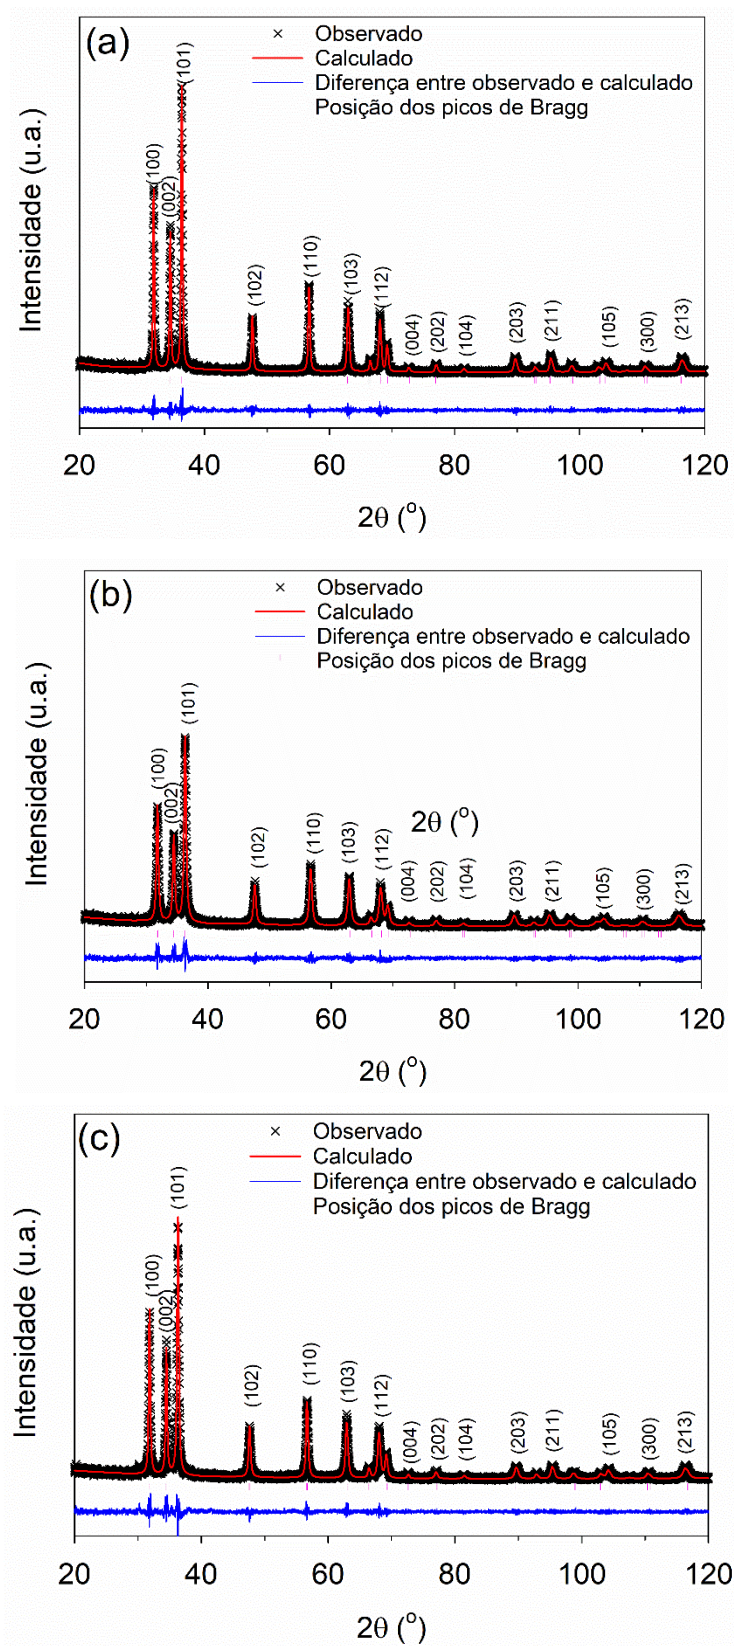 (a)
Observado
Calculado
Diferença entre observado e calculado
Posição dos picos de Bragg
Intensidade (u.a.)
(100)
(002)
(101)
(102)
(110)
(103)
(112)
(004)
(202)
(104)
(203)
(211)
(105)
(300)
(213)
20 40 60 80 100 120
2θ (º)
(b)
Observado
Calculado
Diferença entre observado e calculado
Posição dos picos de Bragg
Intensidade (u.a.)
(100)
(002)
(101)
(102)
(110)
(103)
(112)
2θ (º)
(004)
(202)
(104)
(203)
(211)
(105)
(300)
(213)
20 40 60 80 100 120
2θ (º)
(c)
Observado
Calculado
Diferença entre observado e calculado
Posição dos picos de Bragg
Intensidade (u.a.)
(100)
(002)
(101)
(102)
(110)
(103)
(112)
(004)
(202)
(104)
(203)
(211)
(105)
(300)
(213)
20 40 60 80 100 120
2θ (º)